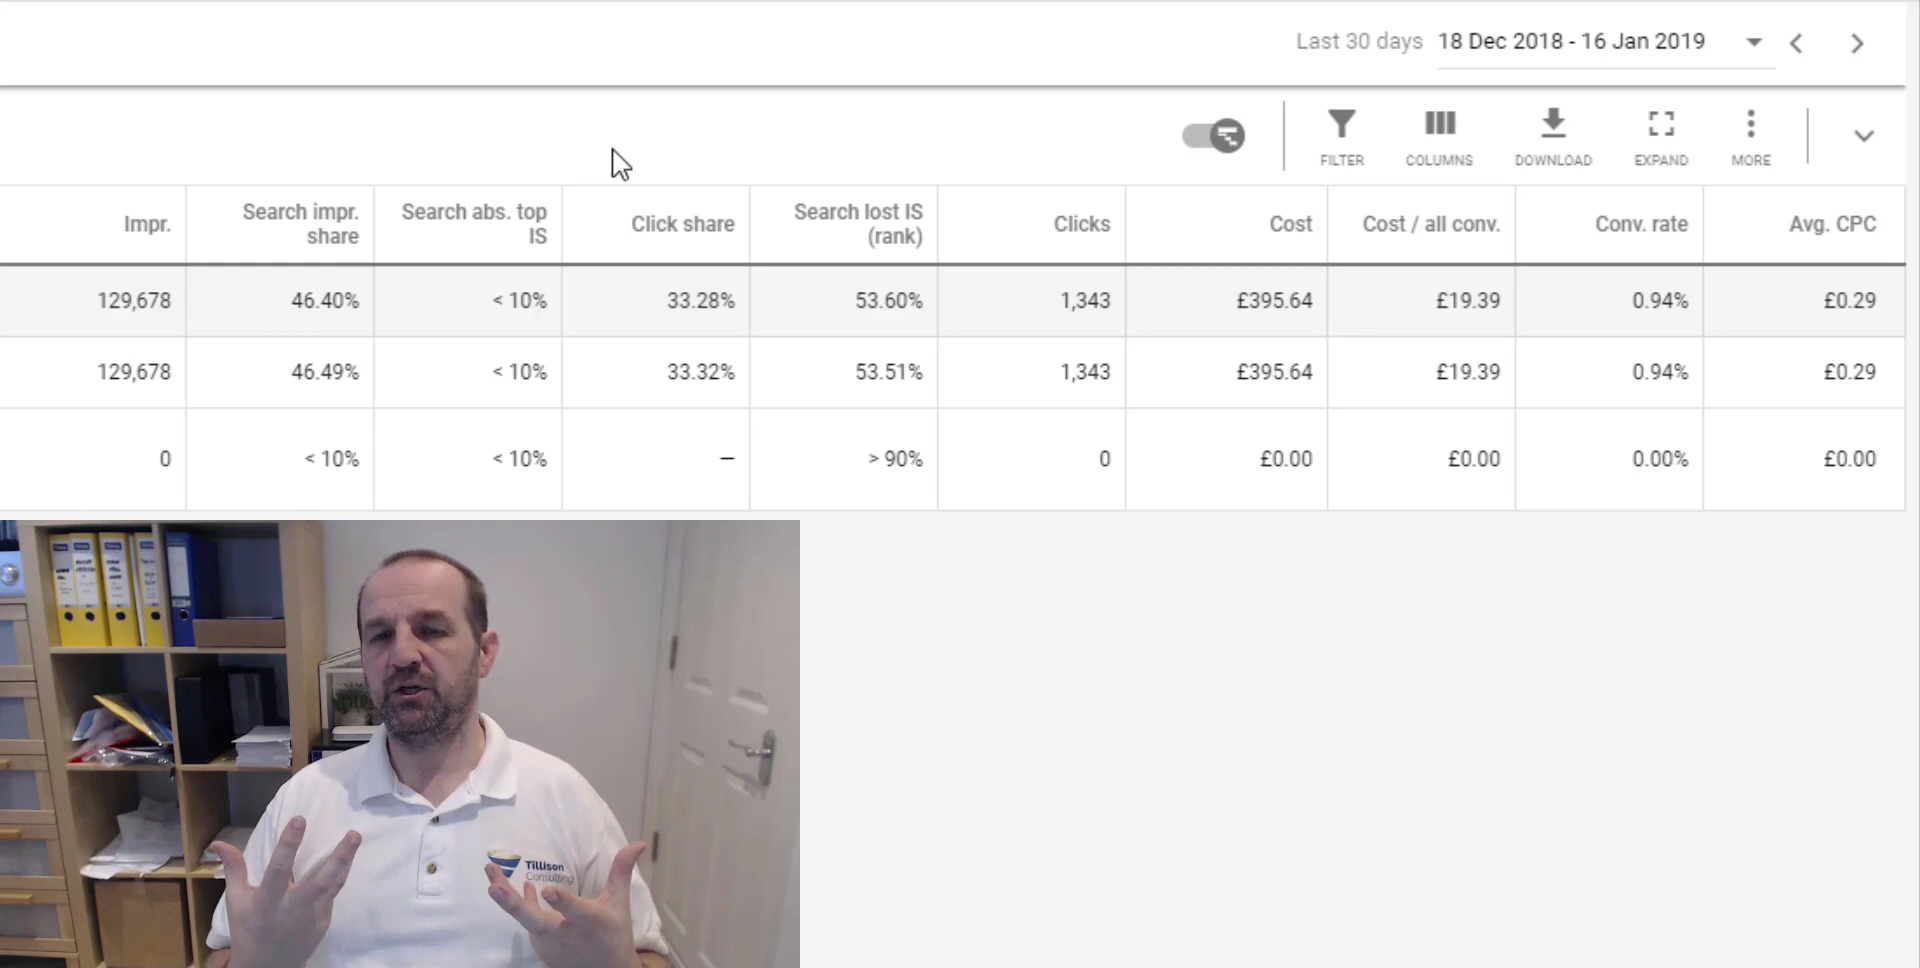 Last 30 days 18 Dec 2018 - 16 Jan 2019
FILTER COLUMNS DOWNLOAD EXPAND MORE
Impr. Search impr. share Search abs. top IS Click share Search lost IS (rank) Clicks Cost Cost / all conv. Conv. rate Avg. CPC
129,678 46.40% < 10% 33.28% 53.60% 1,343 £395.64 £19.39 0.94% £0.29
129,678 46.49% < 10% 33.32% 53.51% 1,343 £395.64 £19.39 0.94% £0.29
0 < 10% < 10% — > 90% 0 £0.00 £0.00 0.00% £0.00
Tillison
Consulting